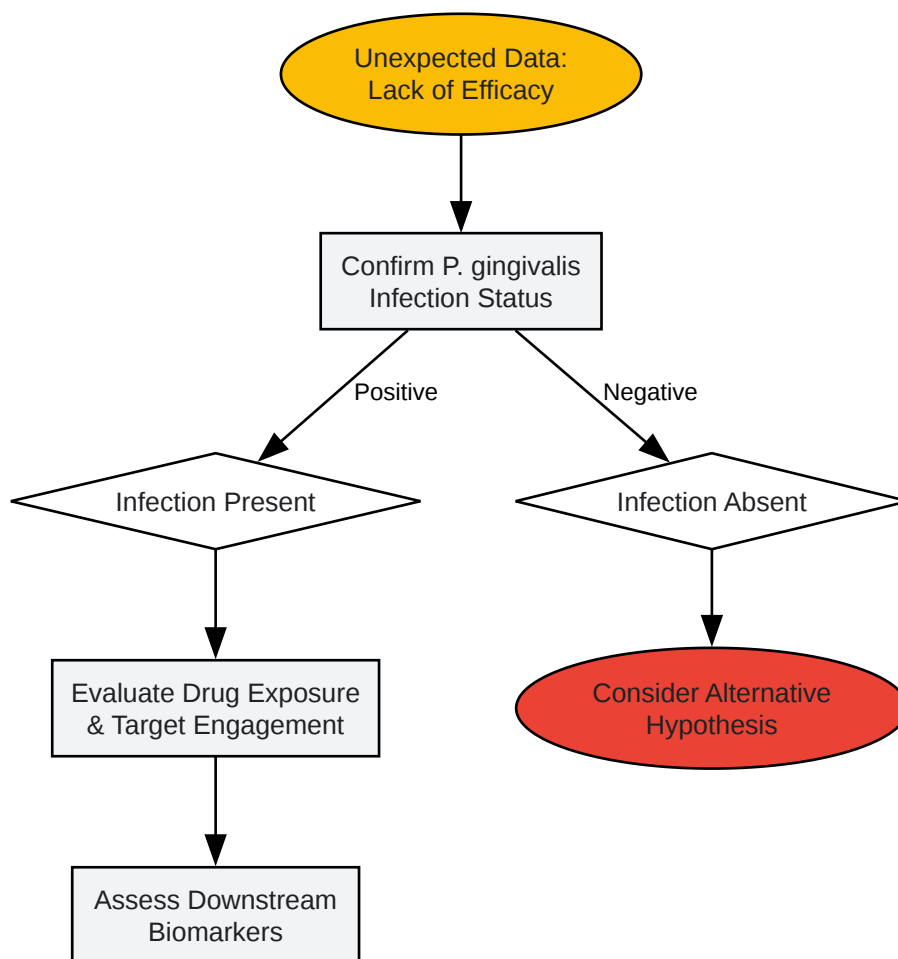 Unexpected Data:
Lack of Efficacy
Confirm P. gingivalis
Infection Status
Positive
Negative
Infection Present
Infection Absent
Evaluate Drug Exposure
& Target Engagement
Consider Alternative
Hypothesis
Assess Downstream
Biomarkers